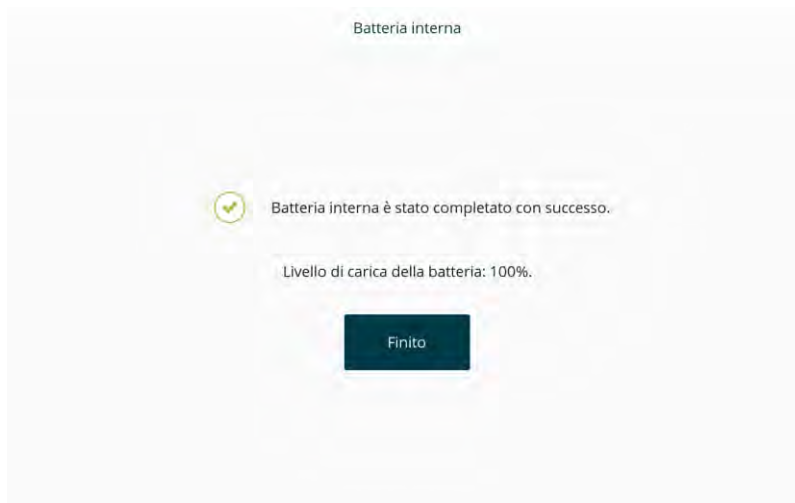 Batteria interna
Batteria interna è stato completato con successo.
Livello di carica della batteria: 100%.
Finito